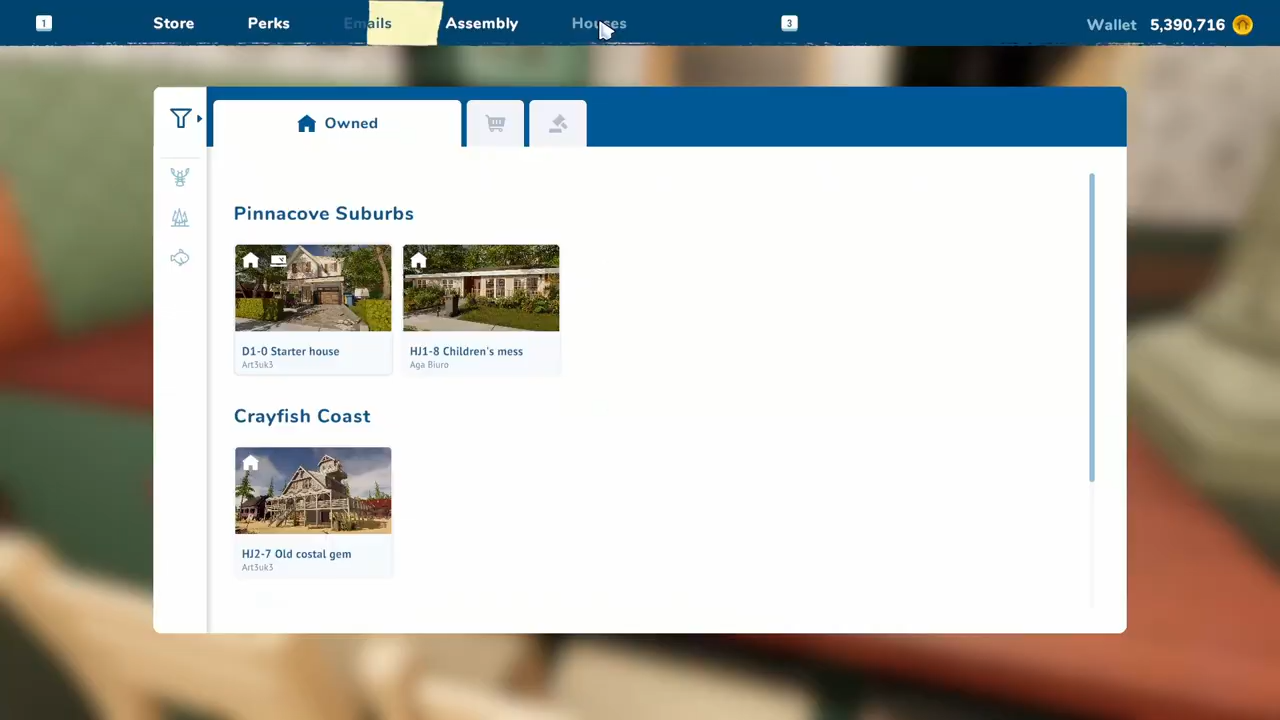 1
Store
Perks
Emails
Assembly
Houses
3
Wallet 5,390,716
Owned
Pinnacove Suburbs
D1-0 Starter house
Art3uk3
HJ1-8 Children's mess
Aga Biuro
Crayfish Coast
HJ2-7 Old costal gem
Art3uk3